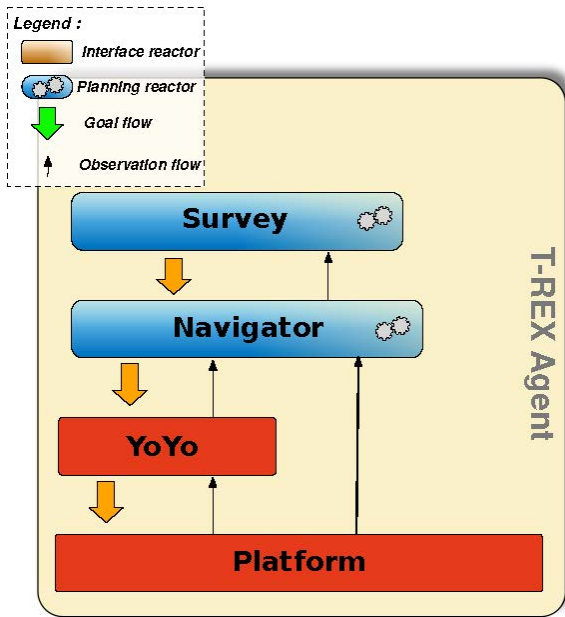 Legend :
Interface reactor
Planning reactor
Goal flow
Observation flow
Survey
Navigator
YoYo
Platform
T-REX Agent